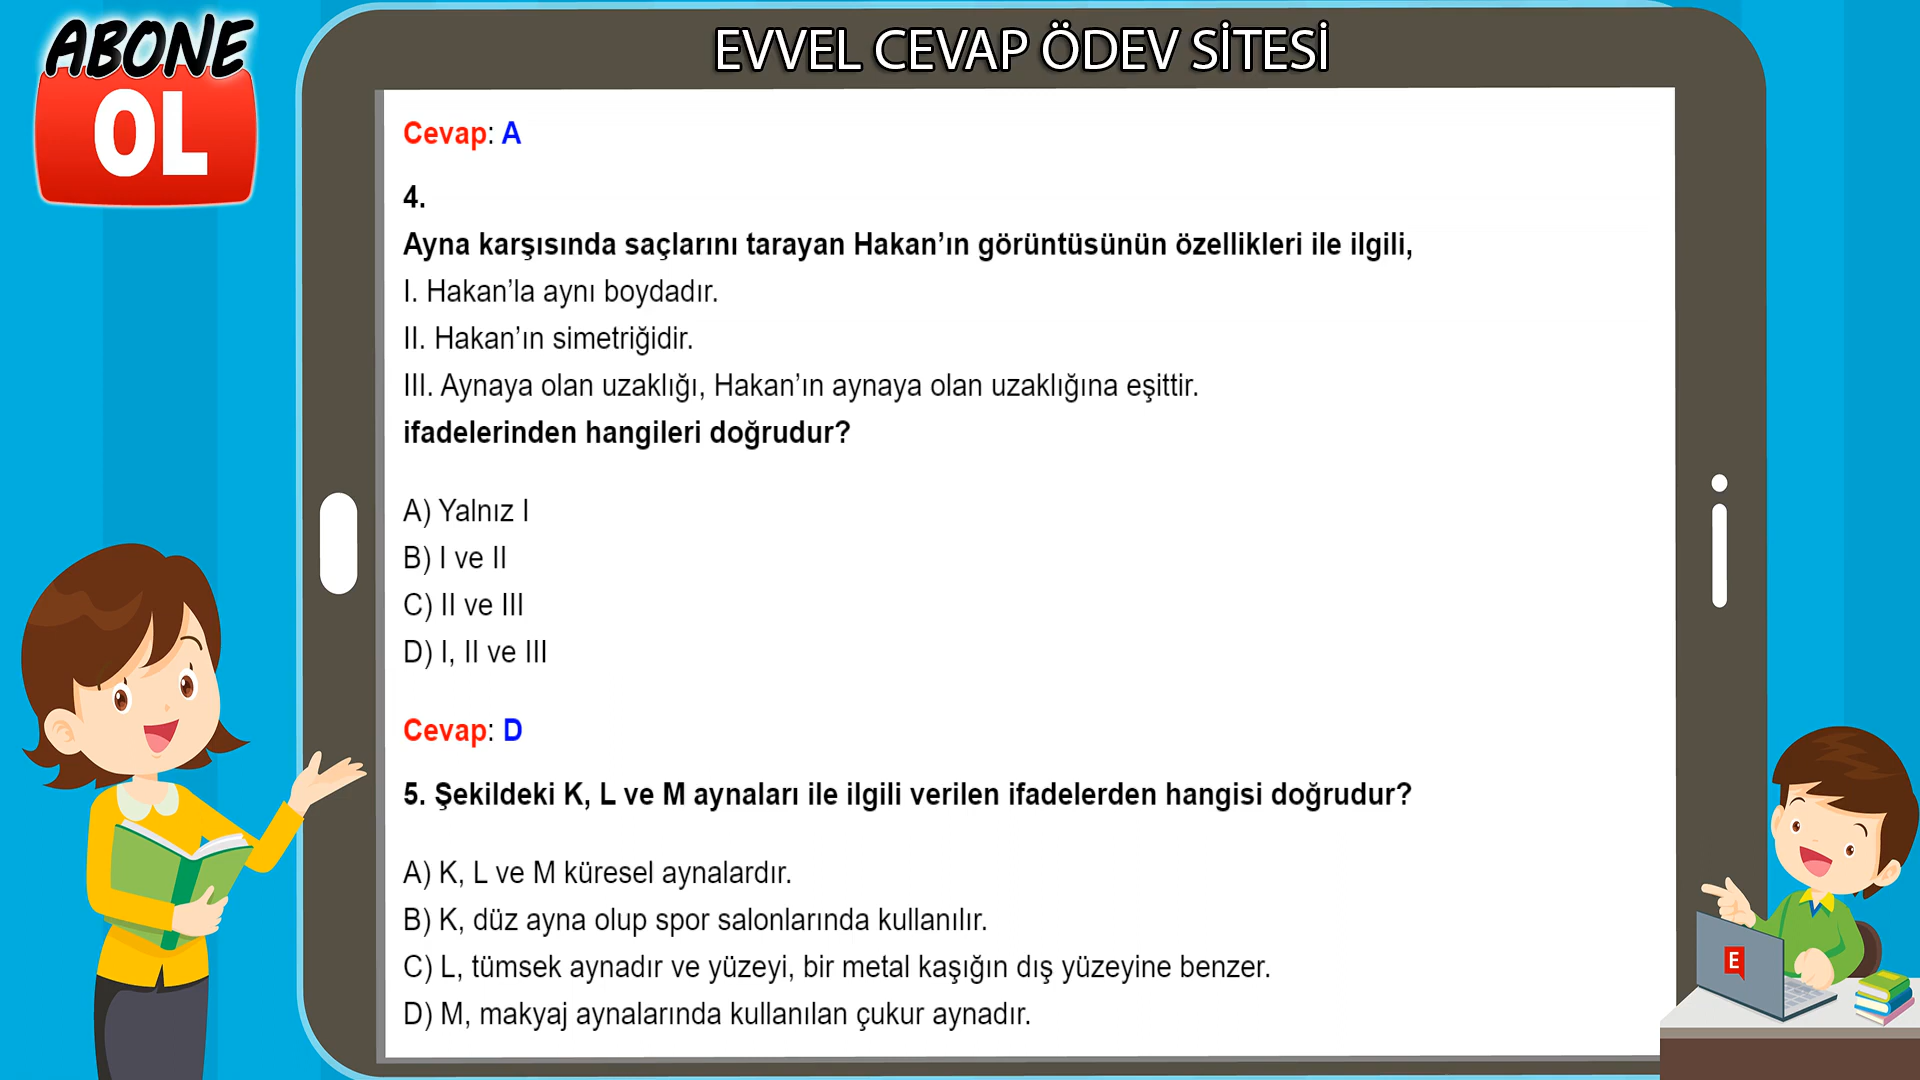 ABONE
OL
EVVEL CEVAP ÖDEV SİTESİ
Cevap: A
4.
Ayna karşısında saçlarını tarayan Hakan’ın görüntüsünün özellikleri ile ilgili,
I. Hakan’la aynı boydadır.
II. Hakan’ın simetriğidir.
III. Aynaya olan uzaklığı, Hakan’ın aynaya olan uzaklığına eşittir.
ifadelerinden hangileri doğrudur?
A) Yalnız I
B) I ve II
C) II ve III
D) I, II ve III
Cevap: D
5. Şekildeki K, L ve M aynaları ile ilgili verilen ifadelerden hangisi doğrudur?
A) K, L ve M küresel aynalardır.
B) K, düz ayna olup spor salonlarında kullanılır.
C) L, tümsek aynadır ve yüzeyi, bir metal kaşığın dış yüzeyine benzer.
D) M, makyaj aynalarında kullanılan çukur aynadır.
E